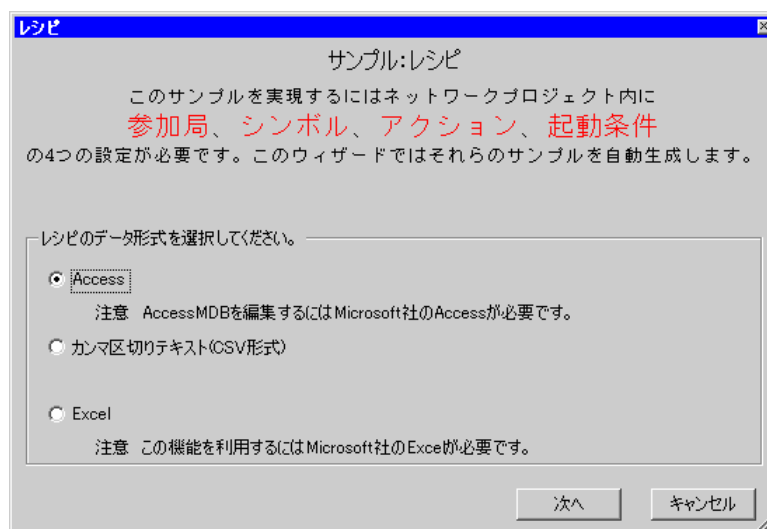 レシピ
サンプル:レシピ
このサンプルを実現するにはネットワークプロジェクト内に
参加局、シンボル、アクション、起動条件
の4つの設定が必要です。このウィザードではそれらのサンプルを自動生成します。
レシピのデータ形式を選択してください。
Access
注意 AccessMDBを編集するにはMicrosoft社のAccessが必要です。
カンマ区切りテキスト(CSV形式)
Excel
注意 この機能を利用するにはMicrosoft社のExcelが必要です。
次へ
キャンセル